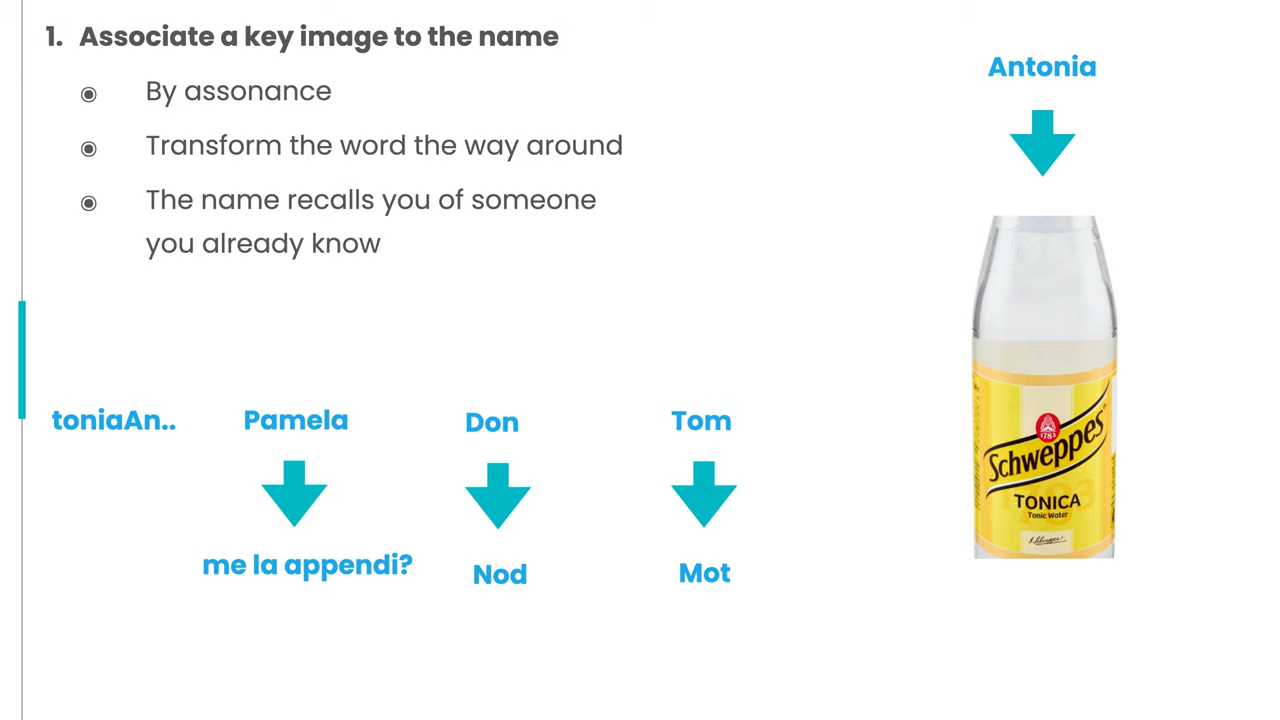 1. Associate a key image to the name
◉ By assonance
◉ Transform the word the way around
◉ The name recalls you of someone
you already know
Antonia
toniaAn..
Pamela
Don
Tom
me la appendi?
Nod
Mot
1783
Schweppes
TONICA
Tonic Water